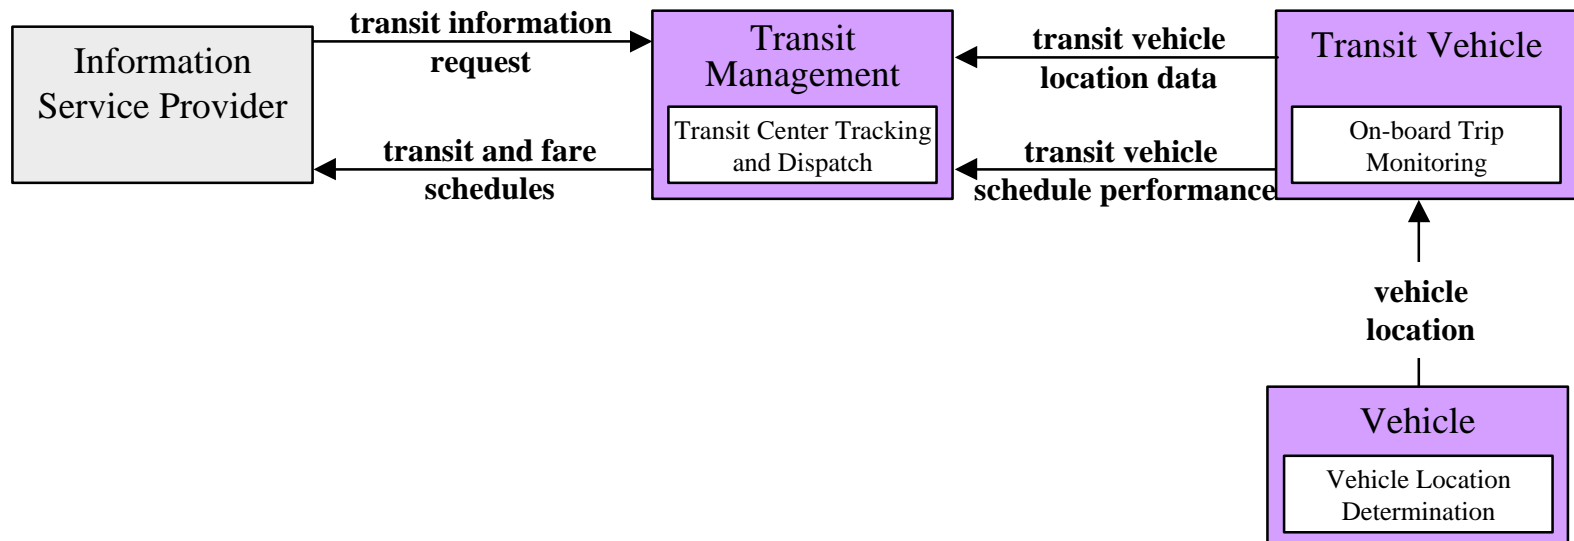 Information
Service Provider
transit information
request
transit and fare
schedules
Transit
Management
Transit Center Tracking
and Dispatch
transit vehicle
location data
transit vehicle
schedule performance
Transit Vehicle
On-board Trip
Monitoring
vehicle
location
Vehicle
Vehicle Location
Determination